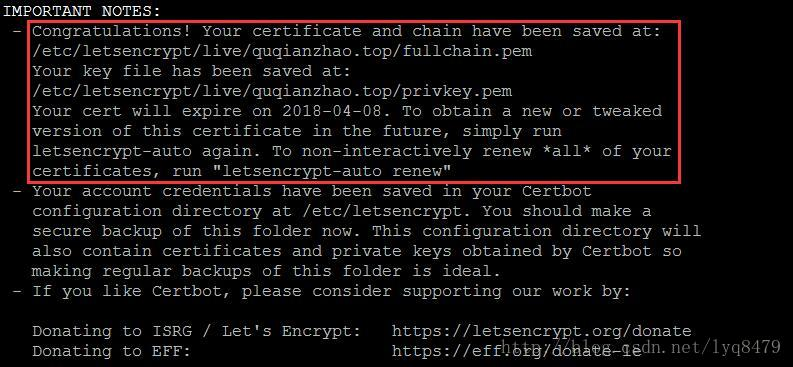 IMPORTANT NOTES:
- Congratulations! Your certificate and chain have been saved at:
/etc/letsencrypt/live/quqianzhao.top/fullchain.pem
Your key file has been saved at:
/etc/letsencrypt/live/quqianzhao.top/privkey.pem
Your cert will expire on 2018-04-08. To obtain a new or tweaked
version of this certificate in the future, simply run
letsencrypt-auto again. To non-interactively renew *all* of your
certificates, run "letsencrypt-auto renew"
- Your account credentials have been saved in your Certbot
configuration directory at /etc/letsencrypt. You should make a
secure backup of this folder now. This configuration directory will
also contain certificates and private keys obtained by Certbot so
making regular backups of this folder is ideal.
- If you like Certbot, please consider supporting our work by:
Donating to ISRG / Let's Encrypt: https://letsencrypt.org/donate
Donating to EFF: https://eff.org/donate-le
http://blog.csdn.net/lyq8479